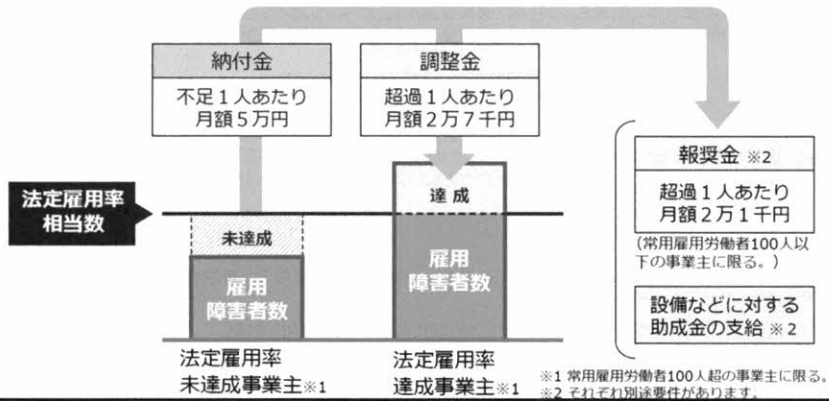 納付金
不足1人あたり
月額5万円
調整金
超過1人あたり
月額2万7千円
報奨金 ※2
超過1人あたり
月額2万1千円
(常用雇用労働者100人以
下の事業主に限る。)
設備などに対する
助成金の支給 ※2
法定雇用率
相当数
未達成
雇用
障害者数
達成
雇用
障害者数
法定雇用率
未達成事業主※1
法定雇用率
達成事業主※1
※1 常用雇用労働者100人超の事業主に限る。
※2 それぞれ別途要件があります。